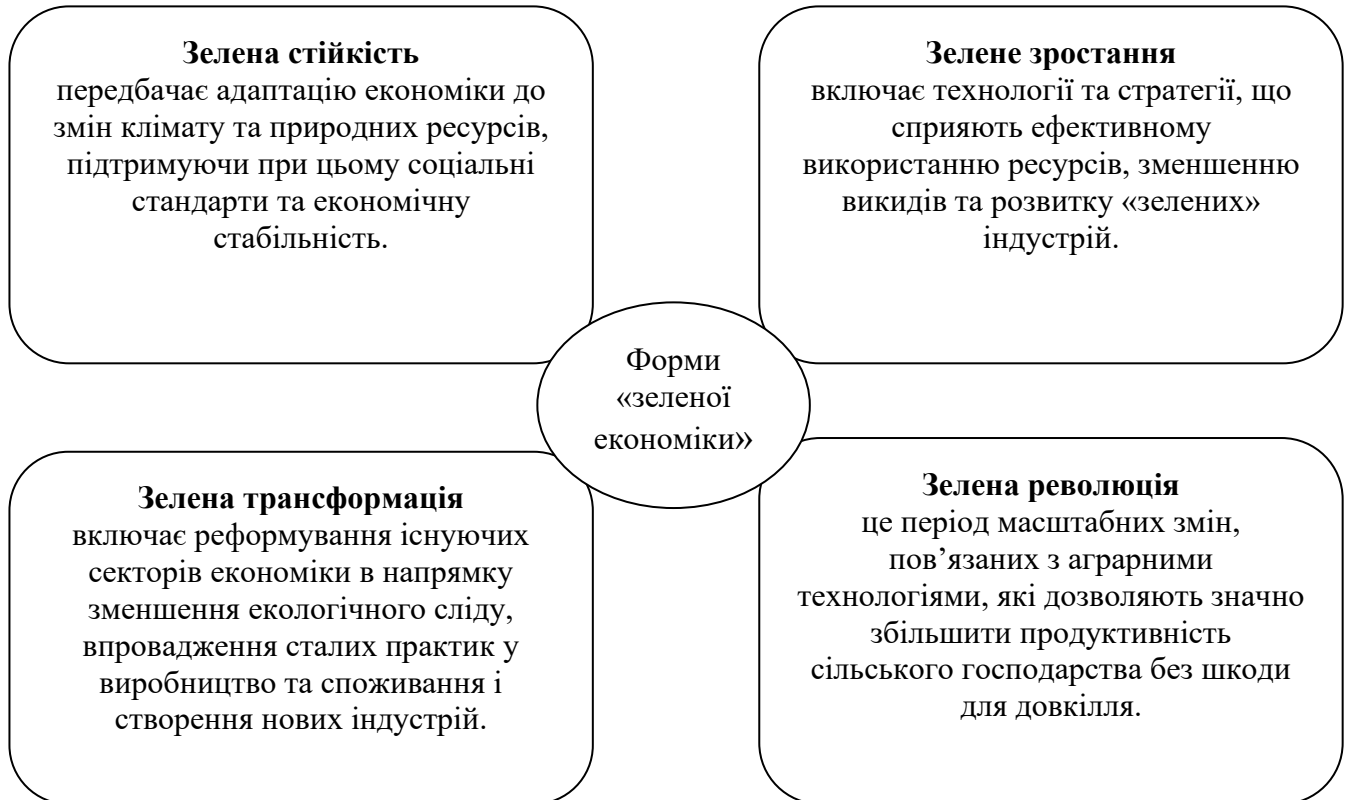 Зелена стійкість
передбачає адаптацію економіки до
змін клімату та природних ресурсів,
підтримуючи при цьому соціальні
стандарти та економічну
стабільність.
Зелене зростання
включає технології та стратегії, що
сприяють ефективному
використанню ресурсів, зменшенню
викидів та розвитку «зелених»
індустрій.
Форми
«зеленої
економіки»
Зелена трансформація
включає реформування існуючих
секторів економіки в напрямку
зменшення екологічного сліду,
впровадження сталих практик у
виробництво та споживання і
створення нових індустрій.
Зелена революція
це період масштабних змін,
пов’язаних з аграрними
технологіями, які дозволяють значно
збільшити продуктивність
сільського господарства без шкоди
для довкілля.